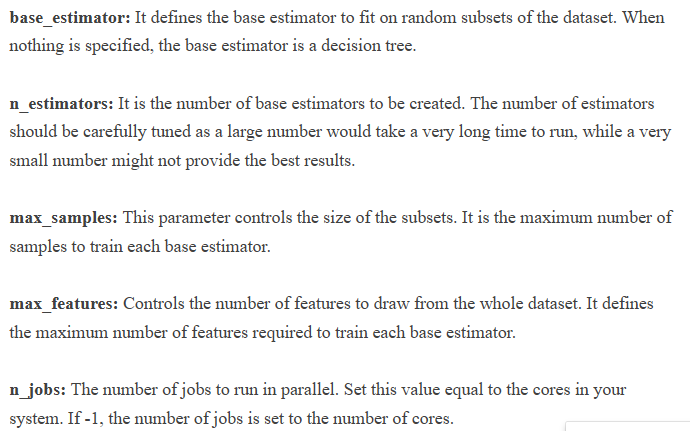 base_estimator: It defines the base estimator to fit on random subsets of the dataset. When
nothing is specified, the base estimator is a decision tree.
n_estimators: It is the number of base estimators to be created. The number of estimators
should be carefully tuned as a large number would take a very long time to run, while a very
small number might not provide the best results.
max_samples: This parameter controls the size of the subsets. It is the maximum number of
samples to train each base estimator.
max_features: Controls the number of features to draw from the whole dataset. It defines
the maximum number of features required to train each base estimator.
n_jobs: The number of jobs to run in parallel. Set this value equal to the cores in your
system. If -1, the number of jobs is set to the number of cores.